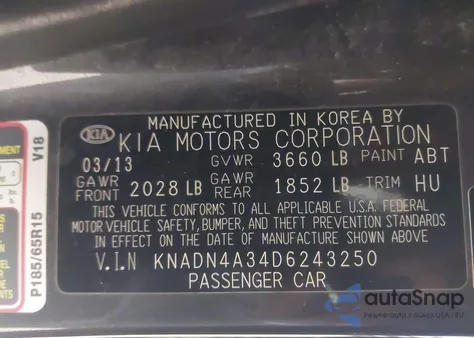 MANUFACTURED IN KOREA BY
KIA KIA MOTORS CORPORATION
03/13 GVWR 3660 LB PAINT ABT
GAWR FRONT 2028 LB GAWR REAR 1852 LB TRIM HU
THIS VEHICLE CONFORMS TO ALL APPLICABLE U.S.A. FEDERAL
MOTOR VEHICLE SAFETY, BUMPER, AND THEFT PREVENTION STANDARDS
IN EFFECT ON THE DATE OF MANUFACTURE SHOWN ABOVE.
V.I.N KNADN4A34D6243250
PASSENGER CAR
V18
P185/65R15
autoSnap